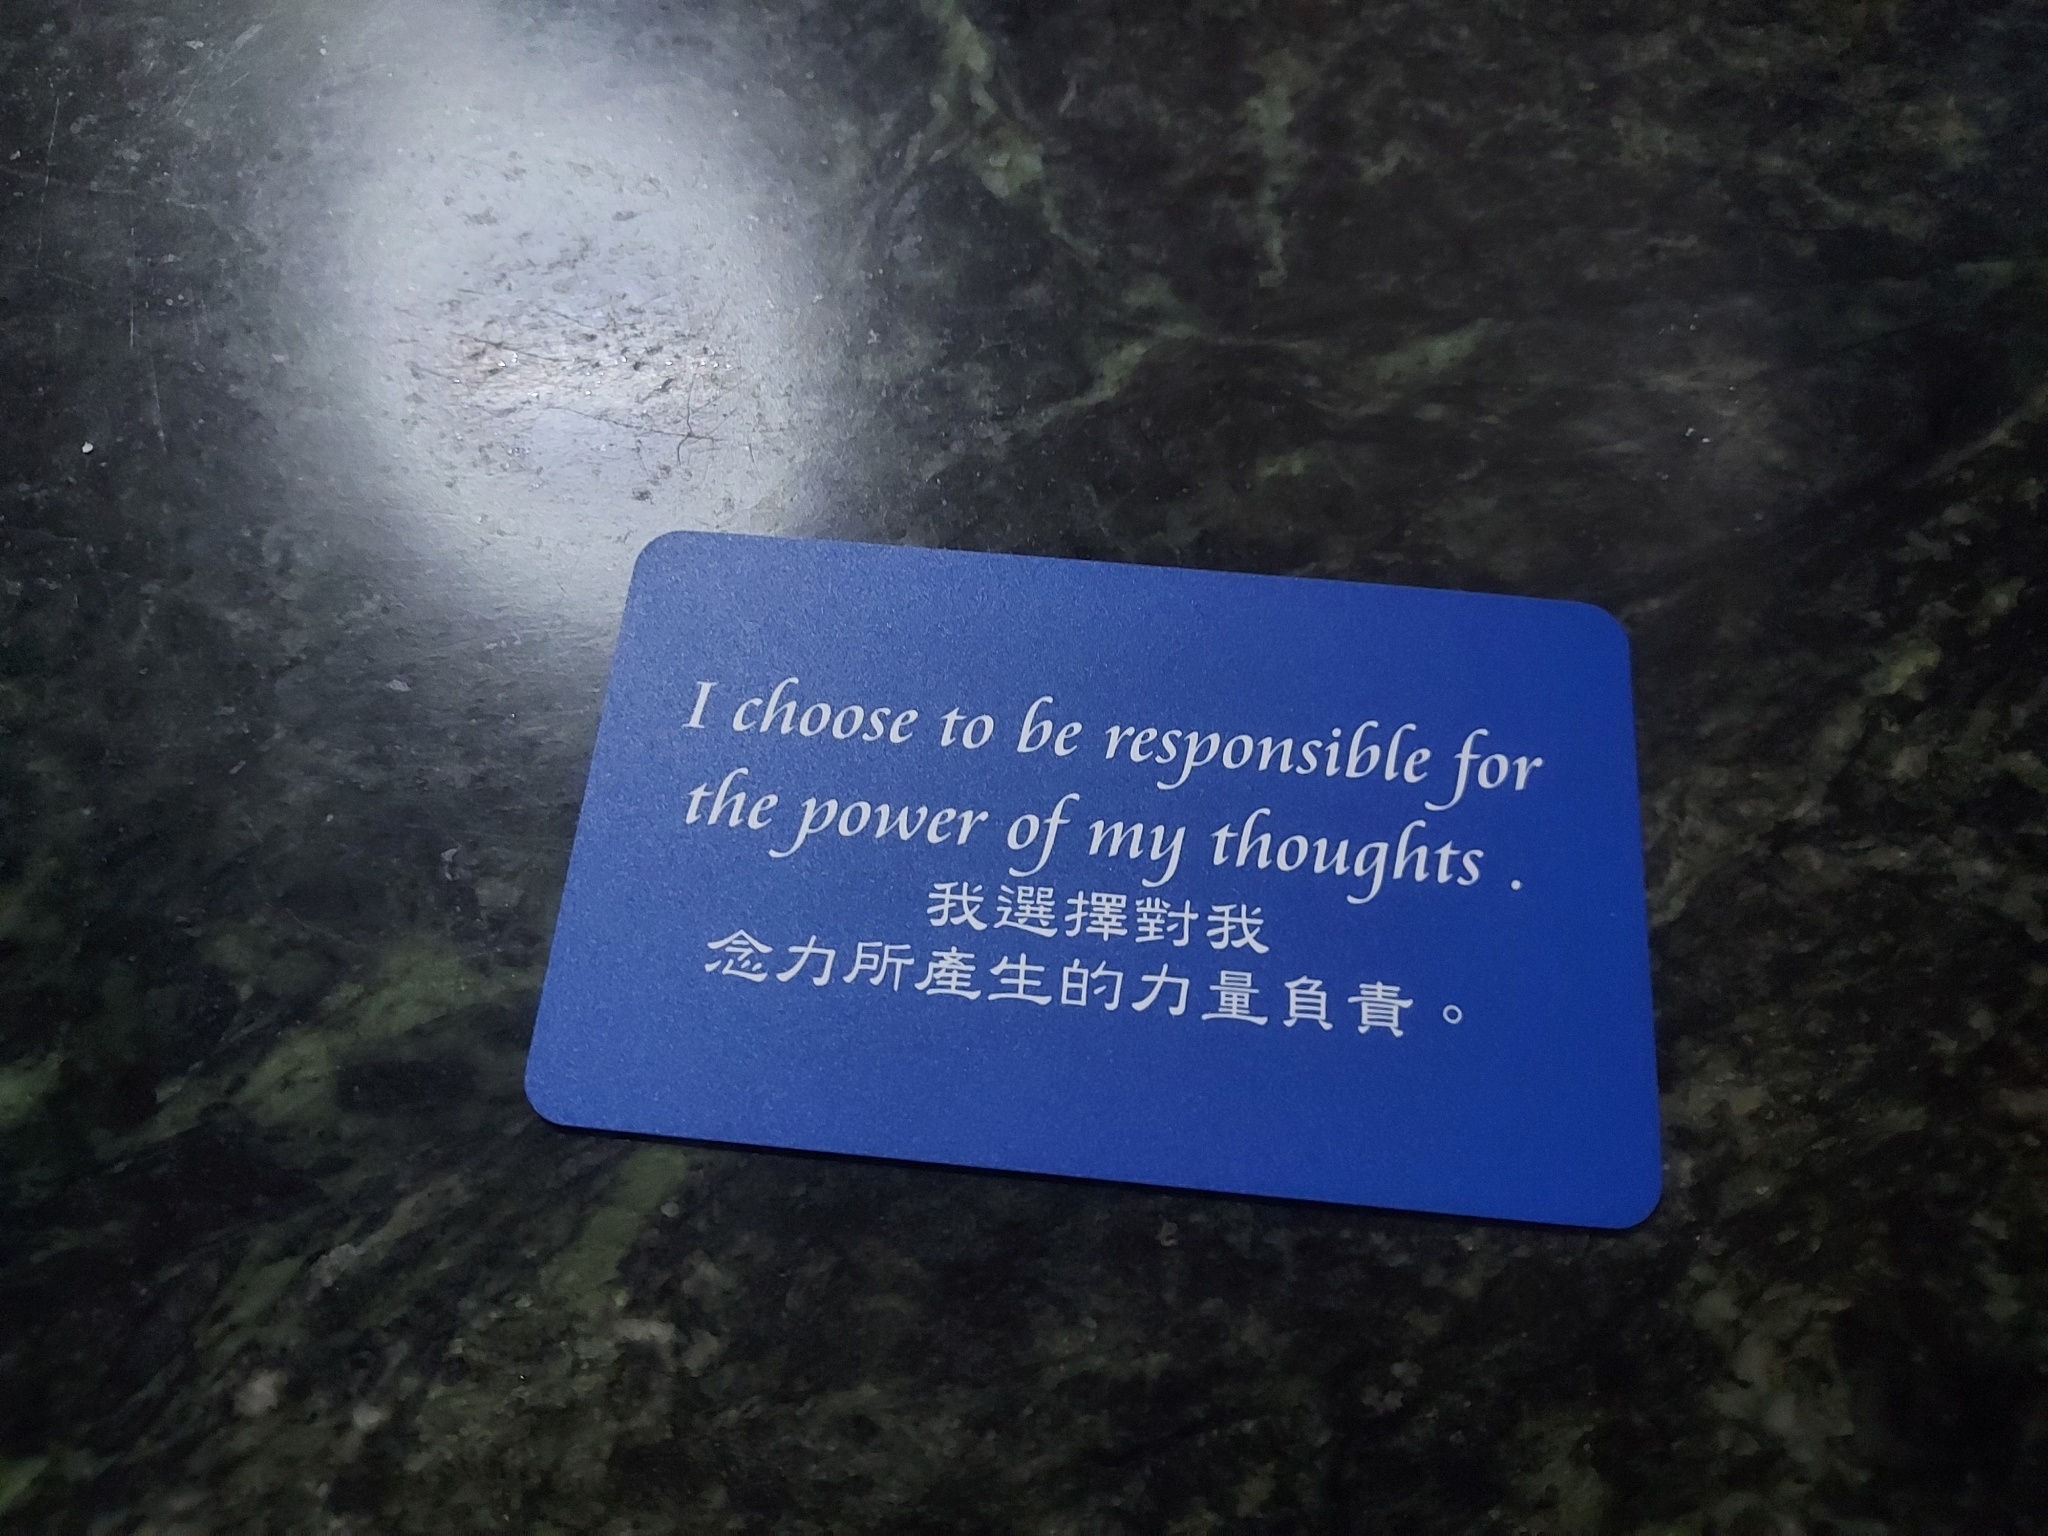 I choose to be responsible for
the power of my thoughts .
我選擇對我
念力所產生的力量負責。